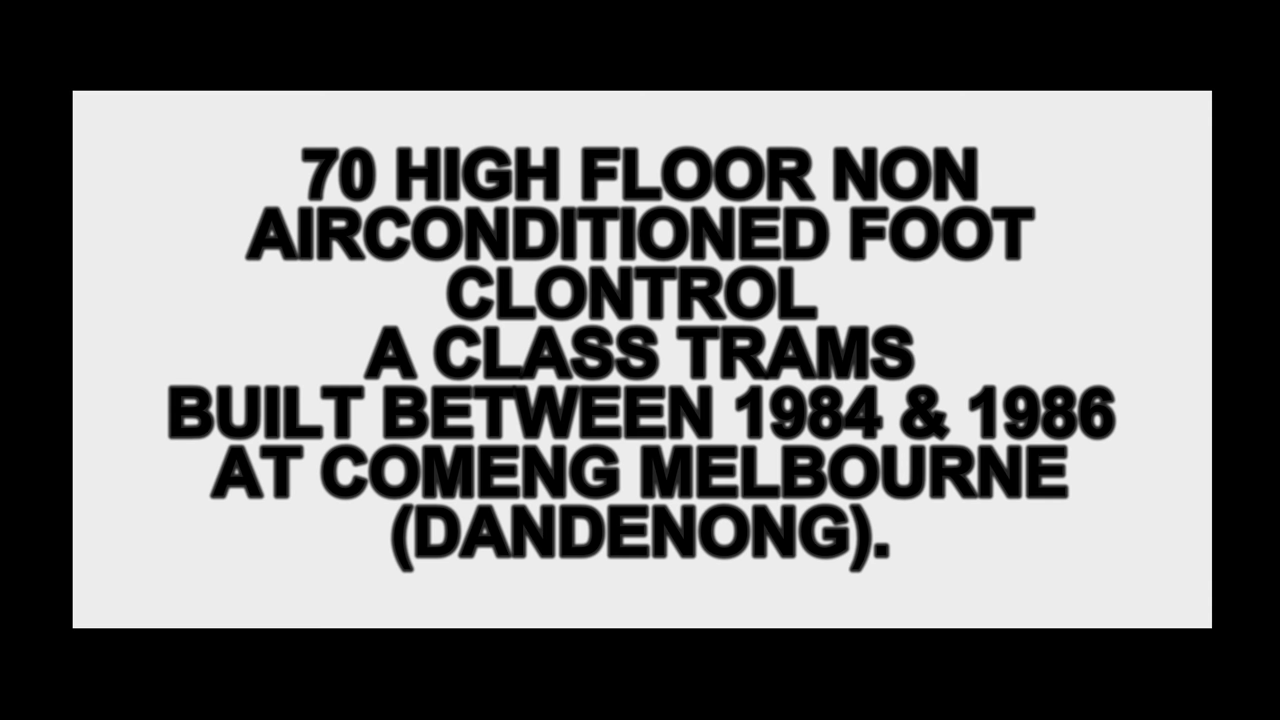 70 HIGH FLOOR NON
AIRCONDITIONED FOOT
CLONTROL
A CLASS TRAMS
BUILT BETWEEN 1984 & 1986
AT COMENG MELBOURNE
(DANDENONG).